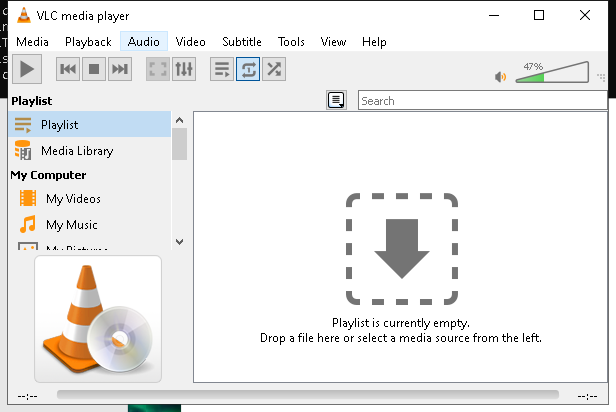 VLC media player
Media Playback Audio Video Subtitle Tools View Help
47%
Playlist
Search
Playlist
Media Library
My Computer
My Videos
My Music
Playlist is currently empty.
Drop a file here or select a media source from the left.
--:-- --:--